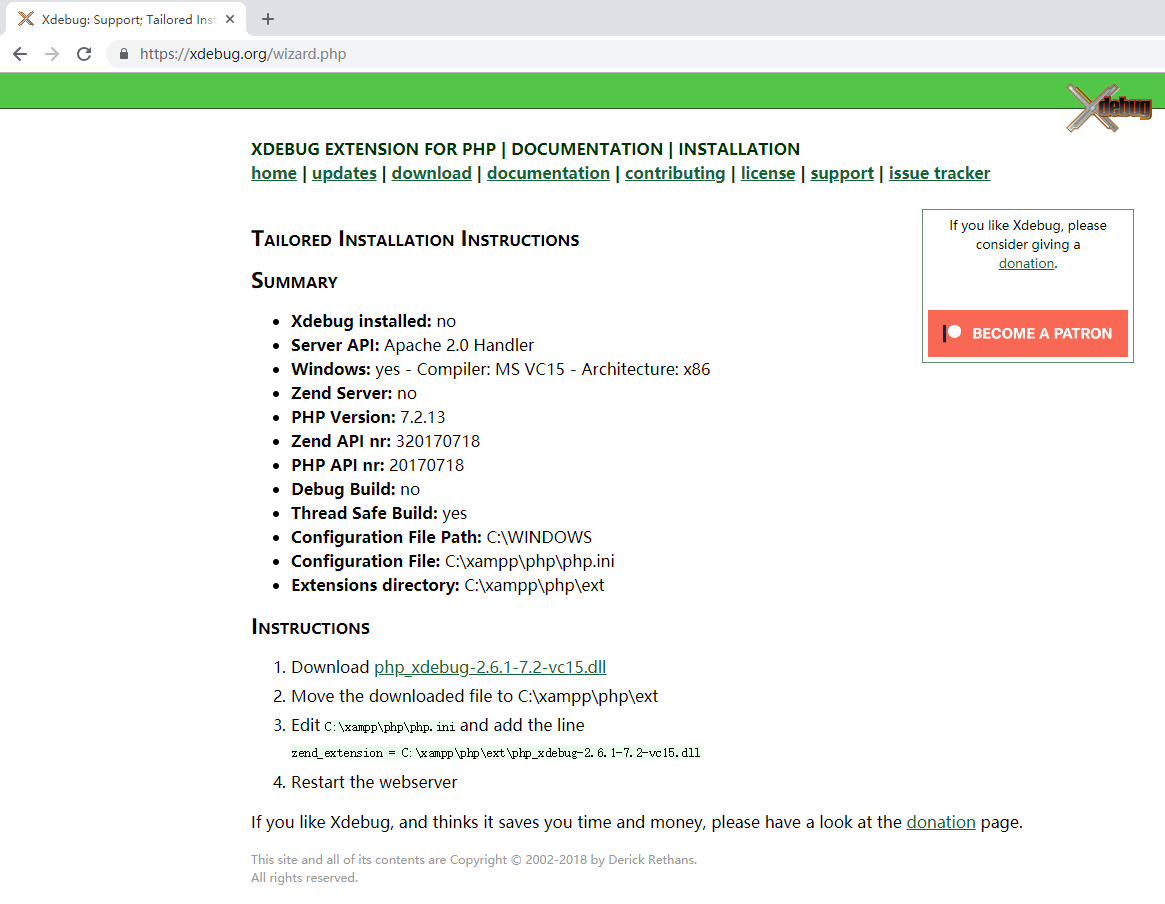 Xdebug: Support; Tailored Inst
https://xdebug.org/wizard.php
Xdebug
XDEBUG EXTENSION FOR PHP | DOCUMENTATION | INSTALLATION
home | updates | download | documentation | contributing | license | support | issue tracker
If you like Xdebug, please
consider giving a
donation.
BECOME A PATRON
Tailored Installation Instructions
Summary
• Xdebug installed: no
• Server API: Apache 2.0 Handler
• Windows: yes - Compiler: MS VC15 - Architecture: x86
• Zend Server: no
• PHP Version: 7.2.13
• Zend API nr: 320170718
• PHP API nr: 20170718
• Debug Build: no
• Thread Safe Build: yes
• Configuration File Path: C:\WINDOWS
• Configuration File: C:\xampp\php\php.ini
• Extensions directory: C:\xampp\php\ext
Instructions
1. Download php_xdebug-2.6.1-7.2-vc15.dll
2. Move the downloaded file to C:\xampp\php\ext
3. Edit C:\xampp\php\php.ini and add the line
zend_extension = C:\xampp\php\ext\php_xdebug-2.6.1-7.2-vc15.dll
4. Restart the webserver
If you like Xdebug, and thinks it saves you time and money, please have a look at the donation page.
This site and all of its contents are Copyright © 2002-2018 by Derick Rethans.
All rights reserved.